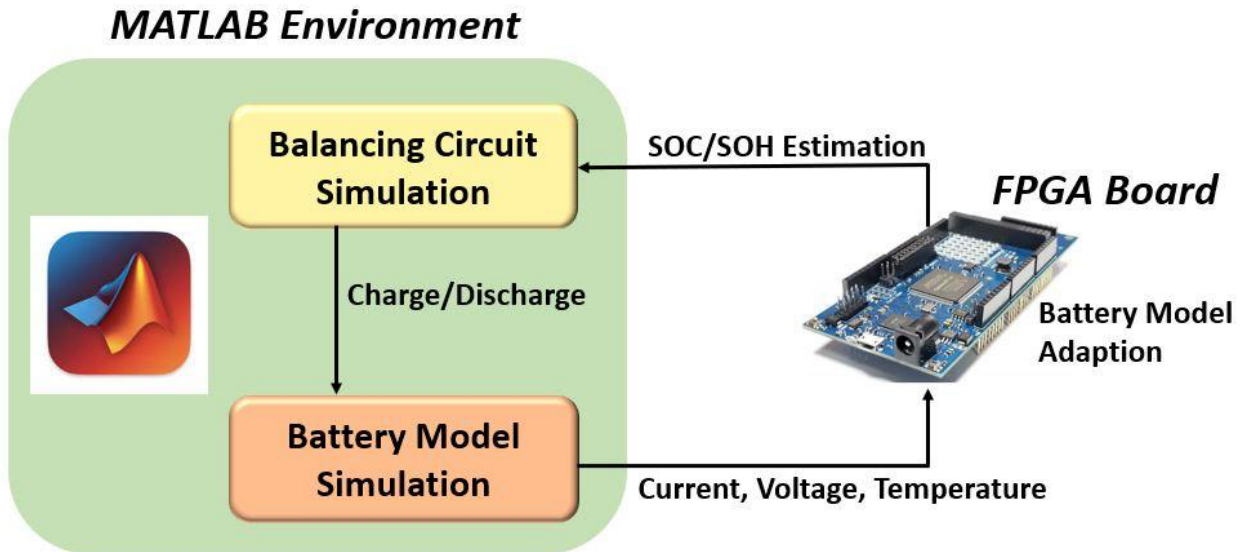 MATLAB Environment
Balancing Circuit
Simulation
SOC/SOH Estimation
FPGA Board
Charge/Discharge
Battery Model
Adaption
Battery Model
Simulation
Current, Voltage, Temperature